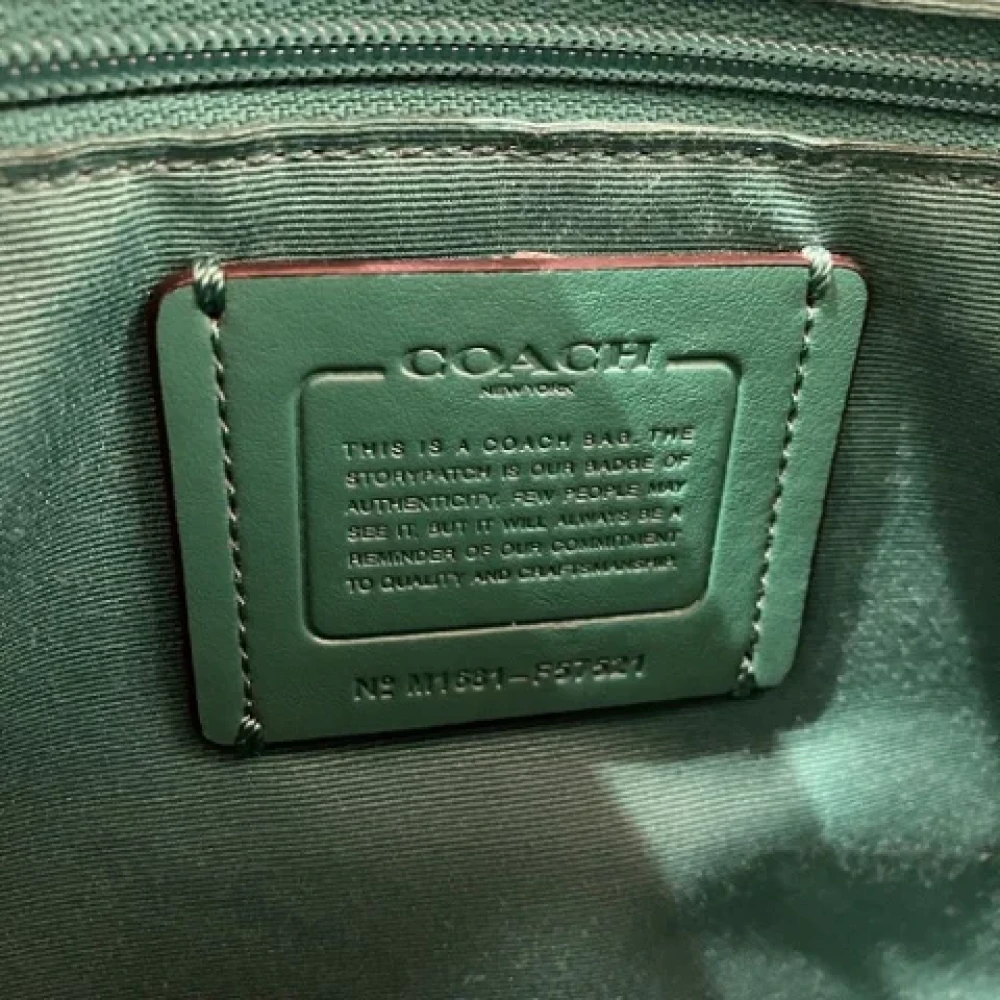 COACH
NEW YORK
THIS IS A COACH BAG. THE
STORYPATCH IS OUR BADGE OF
AUTHENTICITY. FEW PEOPLE MAY
SEE IT, BUT IT WILL ALWAYS BE A
REMINDER OF OUR COMMITMENT
TO QUALITY AND CRAFTSMANSHIP.
Nº M1681-F57521